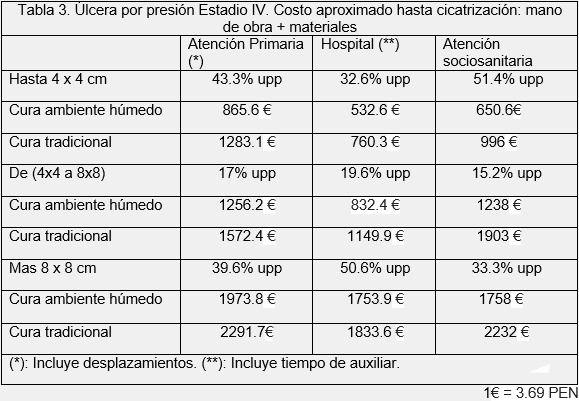 Tabla 3. Úlcera por presión Estadio IV. Costo aproximado hasta cicatrización: mano
de obra + materiales
Atención Primaria (*) Hospital (**) Atención sociosanitaria
Hasta 4 x 4 cm 43.3% upp 32.6% upp 51.4% upp
Cura ambiente húmedo 865.6 € 532.6 € 650.6€
Cura tradicional 1283.1 € 760.3 € 996 €
De (4x4 a 8x8) 17% upp 19.6% upp 15.2% upp
Cura ambiente húmedo 1256.2 € 832.4 € 1238 €
Cura tradicional 1572.4 € 1149.9 € 1903 €
Mas 8 x 8 cm 39.6% upp 50.6% upp 33.3% upp
Cura ambiente húmedo 1973.8 € 1753.9 € 1758 €
Cura tradicional 2291.7€ 1833.6 € 2232 €
(*): Incluye desplazamientos. (**): Incluye tiempo de auxiliar.
1€ = 3.69 PEN